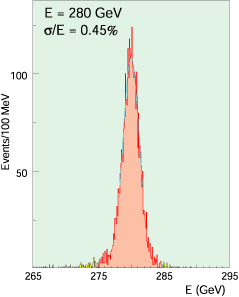 E = 280 GeV
σ/E = 0.45%
Events/100 MeV
100
50
265
275
285
295
E (GeV)